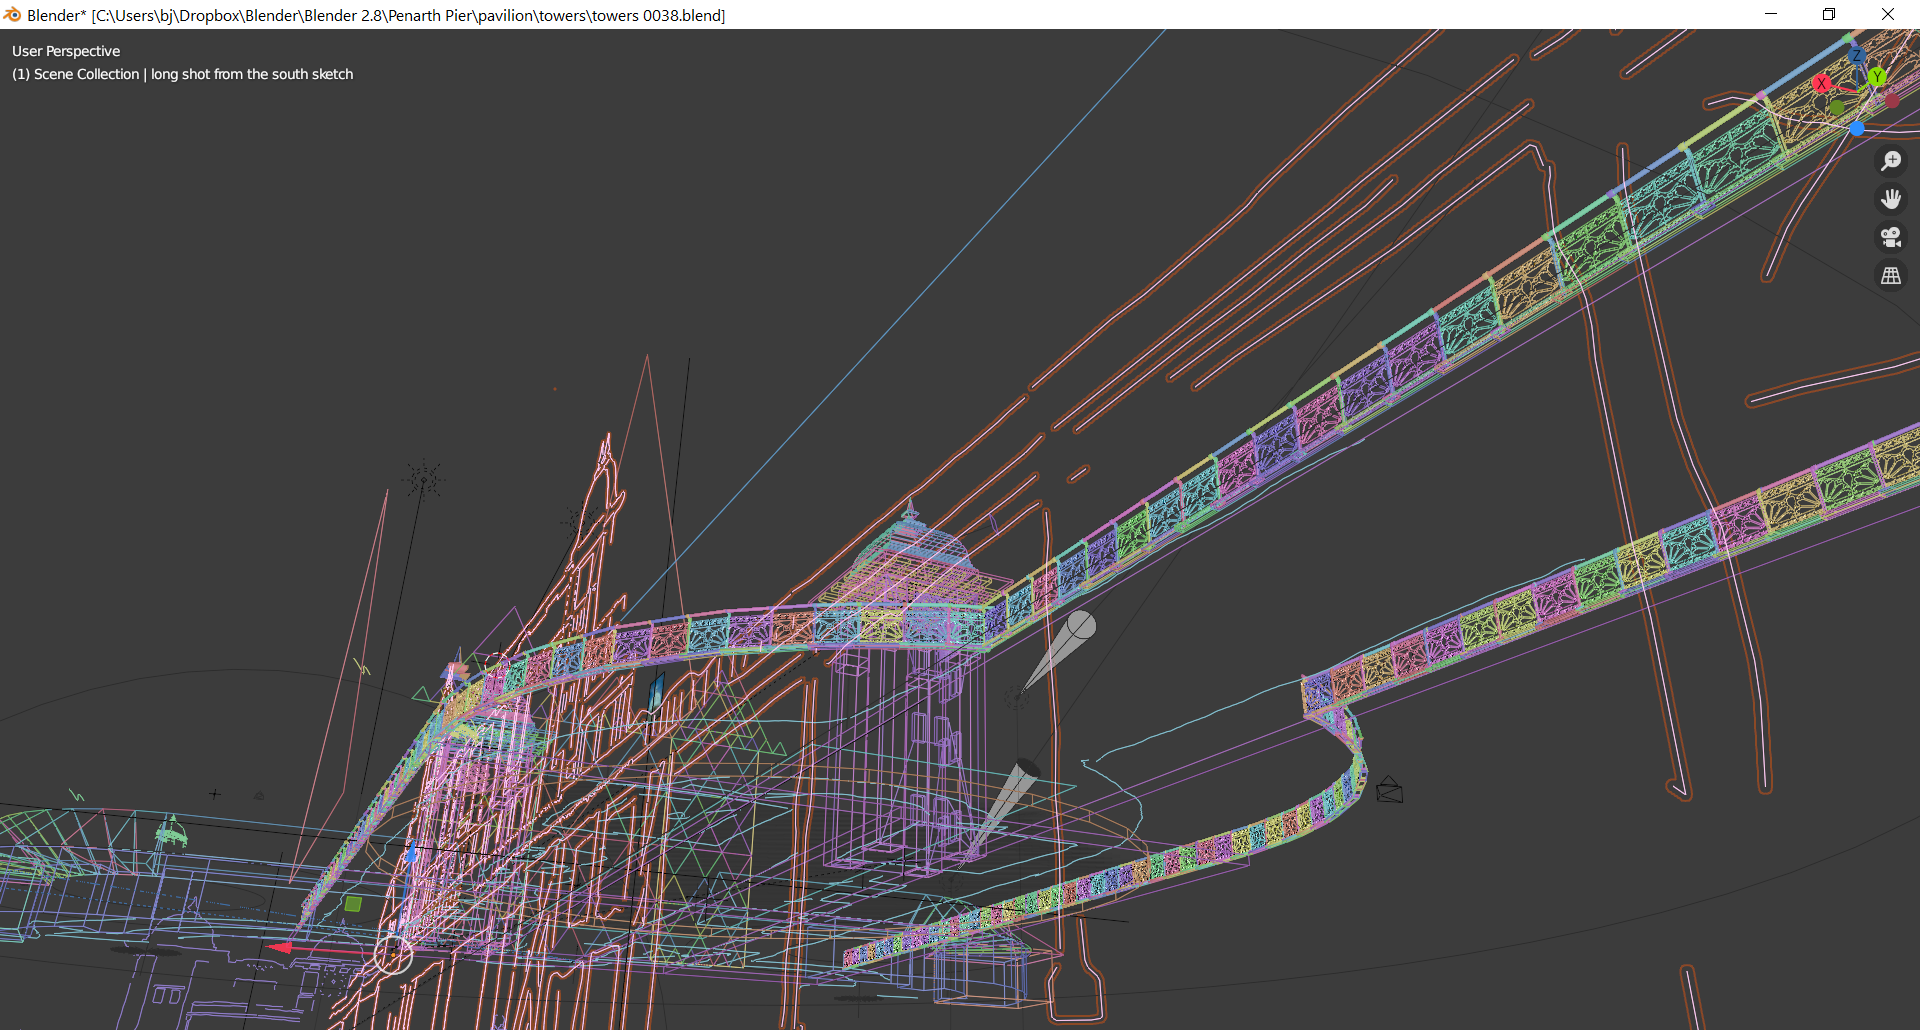 Blender* [C:\Users\bj\Dropbox\Blender\Blender 2.8\Penarth Pier\pavilion\towers\towers 0038.blend]
User Perspective
(1) Scene Collection | long shot from the south sketch
Z
Y
X